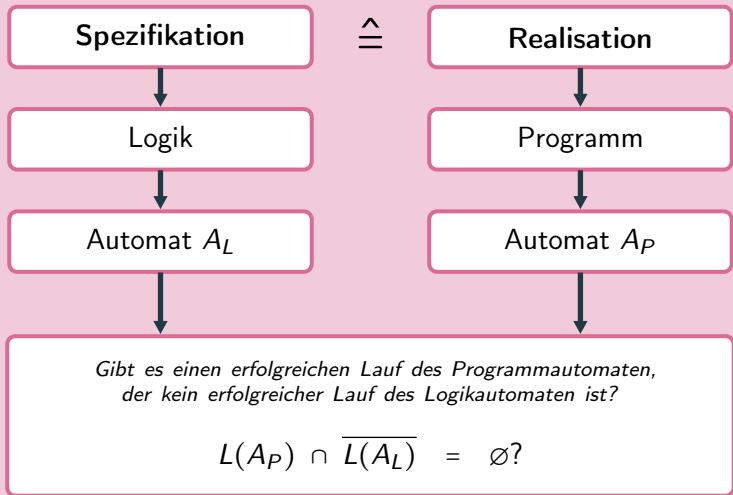 Spezifikation ≙ Realisation
Logik Programm
Automat A_L Automat A_P
Gibt es einen erfolgreichen Lauf des Programmautomaten,
der kein erfolgreicher Lauf des Logikautomaten ist?
L(A_P) ∩ \overline{L(A_L)} = ∅?